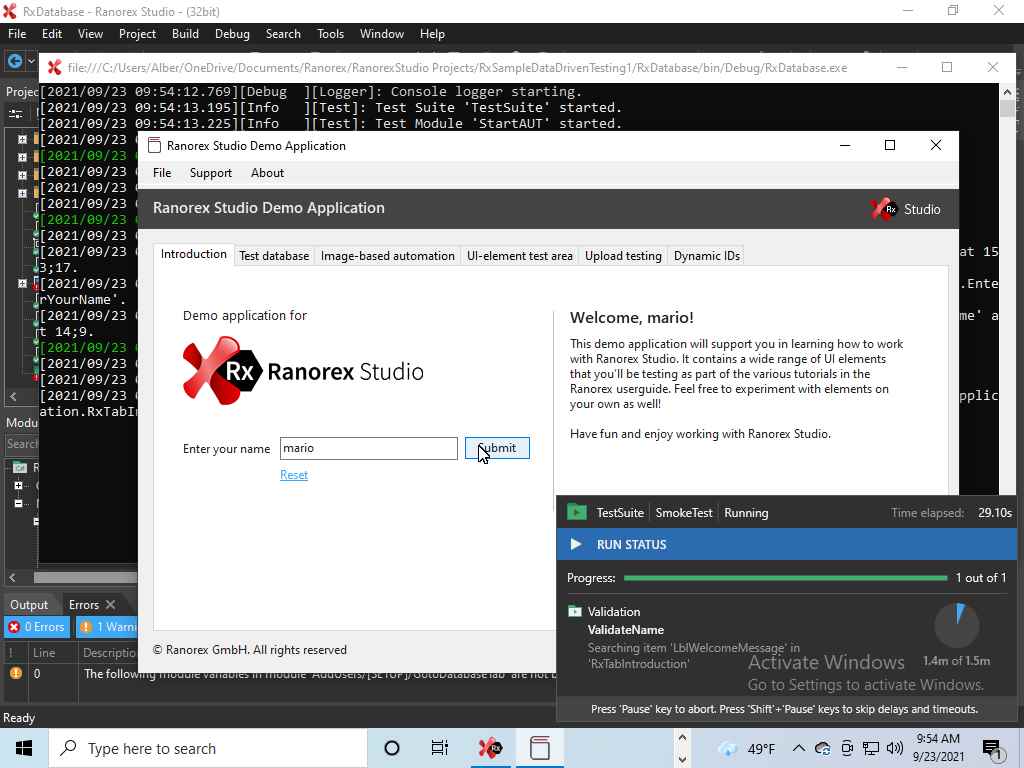 RxDatabase - Ranorex Studio - (32bit)
File Edit View Project Build Debug Search Tools Window Help
file:///C:/Users/Alber/OneDrive/Documents/Ranorex/RanorexStudio Projects/RxSampleDataDrivenTesting1/RxDatabase/bin/Debug/RxDatabase.exe
[2021/09/23 09:54:12.769][Debug ][Logger]: Console logger starting.
[2021/09/23 09:54:13.195][Info ][Test]: Test Suite 'TestSuite' started.
[2021/09/23 09:54:13.225][Info ][Test]: Test Module 'StartAUT' started.
[2021/09/23
[2021/09/23
[2021/09/23
[2021/09/23
[2021/09/23
[2021/09/23
[2021/09/23
[2021/09/23 at 15
3;17.
[2021/09/23 .Ente
rYourName'.
[2021/09/23 me' a
t 14;9.
[2021/09/23
[2021/09/23
[2021/09/23
[2021/09/23 pplic
ation.RxTabIn
Ranorex Studio Demo Application
File Support About
Ranorex Studio Demo Application
Rx Studio
Introduction Test database Image-based automation UI-element test area Upload testing Dynamic IDs
Demo application for
Rx Ranorex Studio
Enter your name mario Submit
Reset
Welcome, mario!
This demo application will support you in learning how to work
with Ranorex Studio. It contains a wide range of UI elements
that you'll be testing as part of the various tutorials in the
Ranorex userguide. Feel free to experiment with elements on
your own as well!
Have fun and enjoy working with Ranorex Studio.
© Ranorex GmbH. All rights reserved
TestSuite SmokeTest Running Time elapsed: 29.10s
RUN STATUS
Progress: 1 out of 1
Validation
ValidateName
Searching item 'LblWelcomeMessage' in
'RxTabIntroduction'
1.4m of 1.5m
Activate Windows
Go to Settings to activate Windows.
Press 'Pause' key to abort. Press 'Shift'+'Pause' keys to skip delays and timeouts.
Projec
Modu
Search
Output Errors
0 Errors 1 Warni
! Line Descriptio
0 The following module variables in module 'AddUsers/[SETUP]/GotoDatabaseTab' are not b
Ready
Type here to search
49°F
9:54 AM
9/23/2021
1